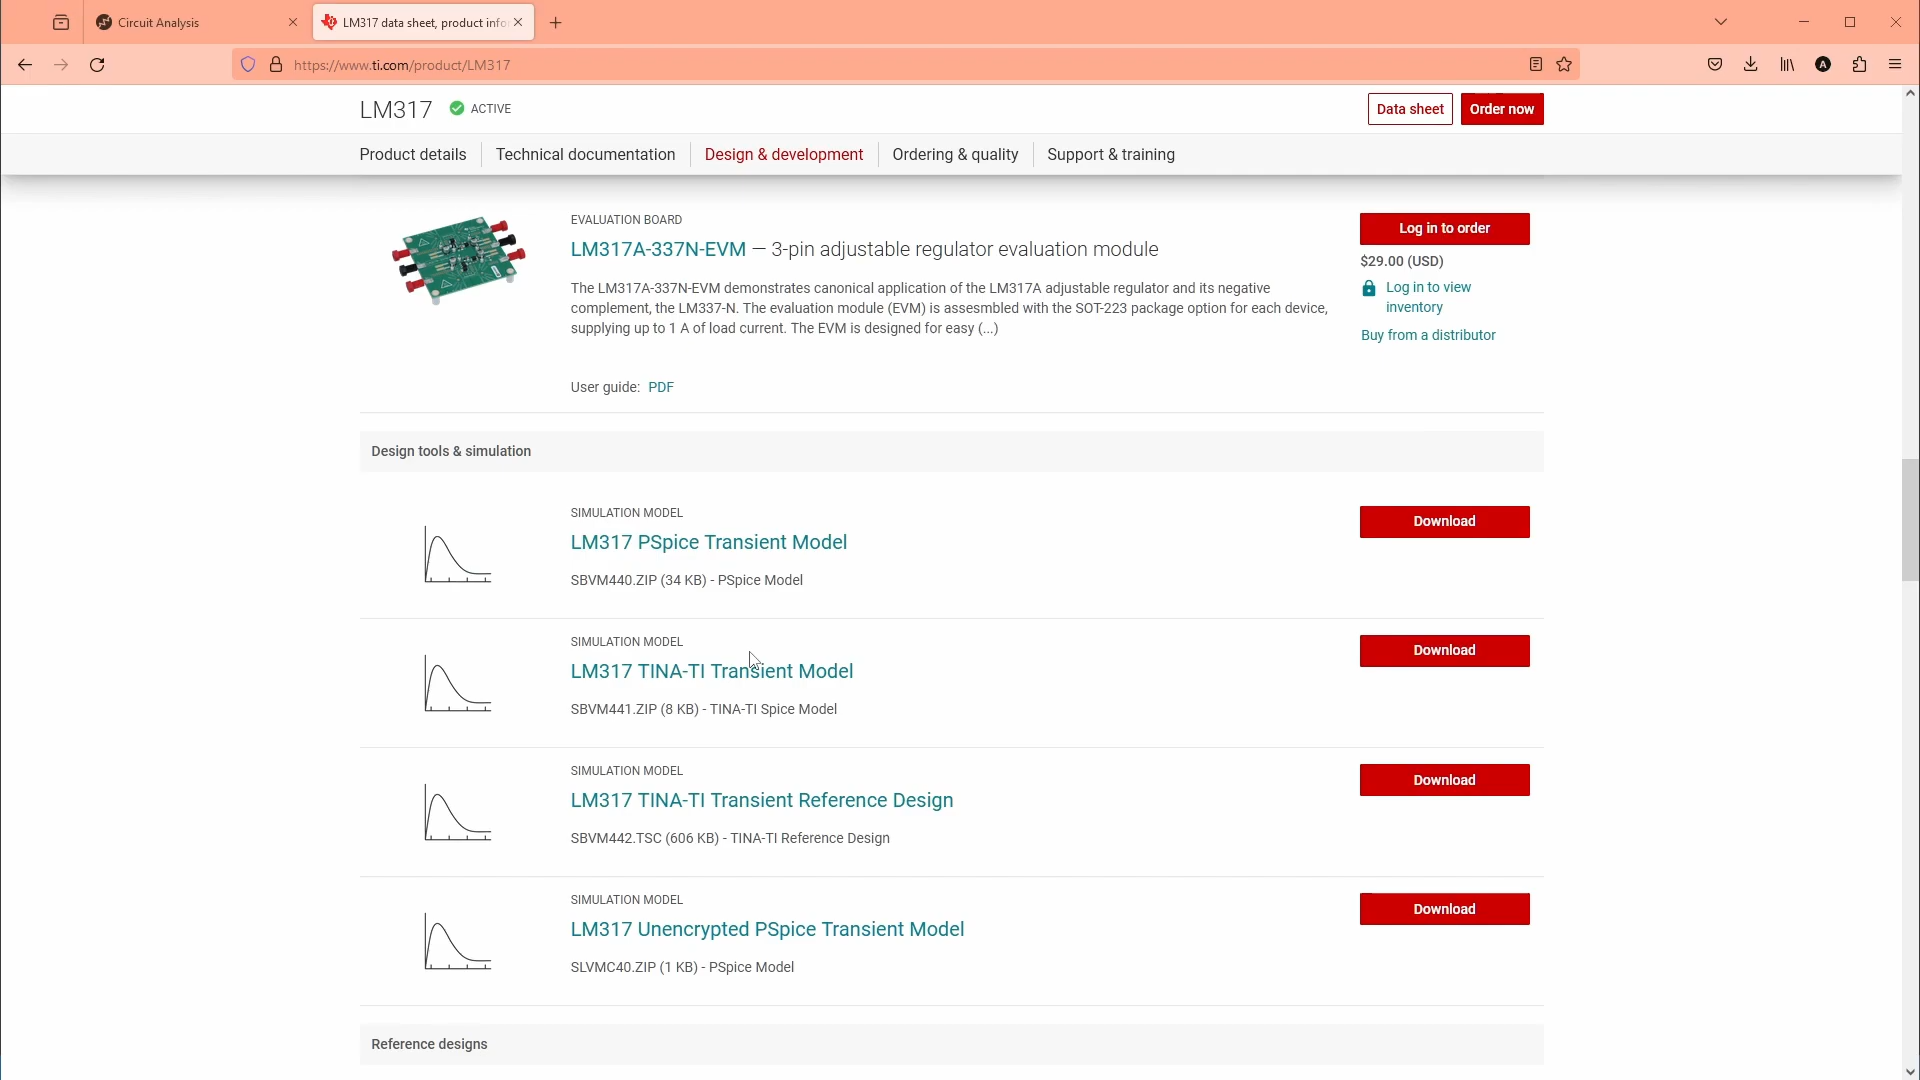 Circuit Analysis
LM317 data sheet, product info
https://www.ti.com/product/LM317
A
LM317
ACTIVE
Data sheet
Order now
Product details
Technical documentation
Design & development
Ordering & quality
Support & training
EVALUATION BOARD
LM317A-337N-EVM — 3-pin adjustable regulator evaluation module
The LM317A-337N-EVM demonstrates canonical application of the LM317A adjustable regulator and its negative
complement, the LM337-N. The evaluation module (EVM) is assesmbled with the SOT-223 package option for each device,
supplying up to 1 A of load current. The EVM is designed for easy (...)
User guide: PDF
Log in to order
$29.00 (USD)
Log in to view
inventory
Buy from a distributor
Design tools & simulation
SIMULATION MODEL
LM317 PSpice Transient Model
SBVM440.ZIP (34 KB) - PSpice Model
Download
SIMULATION MODEL
LM317 TINA-TI Transient Model
SBVM441.ZIP (8 KB) - TINA-TI Spice Model
Download
SIMULATION MODEL
LM317 TINA-TI Transient Reference Design
SBVM442.TSC (606 KB) - TINA-TI Reference Design
Download
SIMULATION MODEL
LM317 Unencrypted PSpice Transient Model
SLVMC40.ZIP (1 KB) - PSpice Model
Download
Reference designs